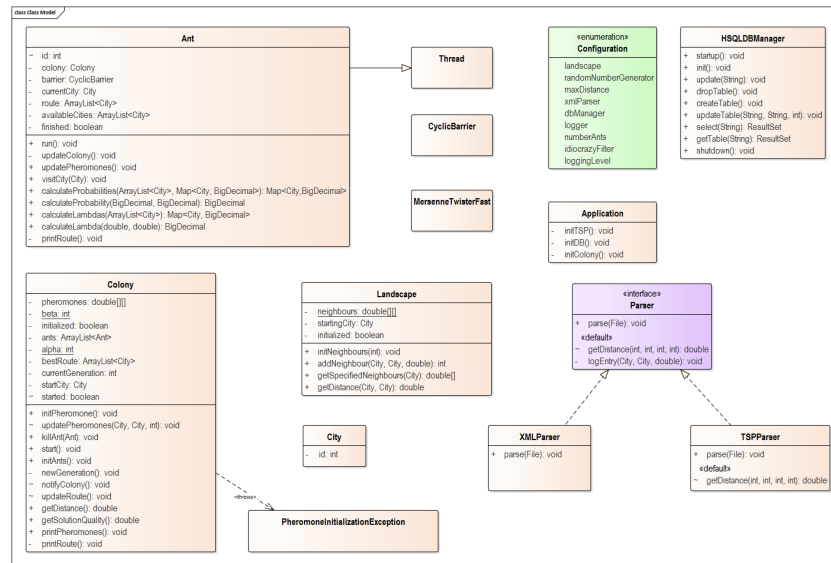 class Class Model
Ant
~ id: int
- colony: Colony
- barrier: CyclicBarrier
- currentCity: City
- route: ArrayList<City>
- availableCities: ArrayList<City>
- finished: boolean
+ run(): void
- updateColony(): void
+ updatePheromones(): void
- visitCity(City): void
+ calculateProbabilities(ArrayList<City>, Map<City, BigDecimal>): Map<City,BigDecimal>
+ calculateProbability(BigDecimal, BigDecimal): BigDecimal
+ calculateLambdas(ArrayList<City>): Map<City, BigDecimal>
+ calculateLambda(double, double): BigDecimal
- printRoute(): void
Thread
CyclicBarrier
MersenneTwisterFast
«enumeration»
Configuration
landscape
randomNumberGenerator
maxDistance
xmlParser
dbManager
logger
numberAnts
idiocrazyFilter
loggingLevel
HSQLDBManager
+ startup(): void
+ init(): void
+ update(String): void
+ dropTable(): void
+ createTable(): void
+ updateTable(String, String, int): void
+ select(String): ResultSet
+ getTable(String): ResultSet
+ shutdown(): void
Application
- initTSP(): void
- initDB(): void
- initColony(): void
Colony
- pheromones: double[][]
- beta: int
- initialized: boolean
- ants: ArrayList<Ant>
- alpha: int
- bestRoute: ArrayList<City>
- currentGeneration: int
- startCity: City
~ started: boolean
+ initPheromone(): void
~ updatePheromones(City, City, int): void
+ killAnt(Ant): void
+ start(): void
+ initAnts(): void
- newGeneration(): void
~ notifyColony(): void
~ updateRoute(): void
+ getDistance(): double
+ getSolutionQuality(): double
+ printPheromones(): void
- printRoute(): void
Landscape
- neighbours: double[][]
- startingCity: City
- initialized: boolean
+ initNeighbours(int): void
+ addNeighbour(City, City, double): int
+ getSpecifiedNeighbours(City): double[]
+ getDistance(City, City): double
«interface»
Parser
+ parse(File): void
«default»
~ getDistance(int, int, int, int): double
- logEntry(City, City, double): void
City
- id: int
XMLParser
+ parse(File): void
TSPParser
+ parse(File): void
«default»
~ getDistance(int, int, int, int): double
«throws»
PheromoneInitializationException